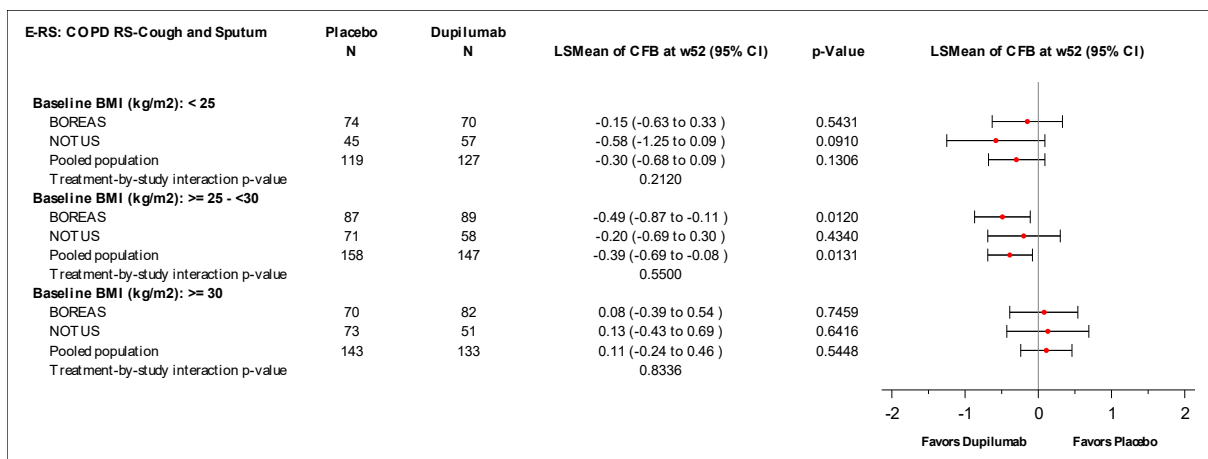 E-RS: COPD RS-Cough and Sputum Placebo Dupilumab
N N LSMean of CFB at w52 (95% CI) p-Value LSMean of CFB at w52 (95% CI)
Baseline BMI (kg/m2): < 25
BOREAS 74 70 -0.15 (-0.63 to 0.33 ) 0.5431
NOTUS 45 57 -0.58 (-1.25 to 0.09 ) 0.0910
Pooled population 119 127 -0.30 (-0.68 to 0.09 ) 0.1306
Treatment-by-study interaction p-value 0.2120
Baseline BMI (kg/m2): >= 25 - <30
BOREAS 87 89 -0.49 (-0.87 to -0.11 ) 0.0120
NOTUS 71 58 -0.20 (-0.69 to 0.30 ) 0.4340
Pooled population 158 147 -0.39 (-0.69 to -0.08 ) 0.0131
Treatment-by-study interaction p-value 0.5500
Baseline BMI (kg/m2): >= 30
BOREAS 70 82 0.08 (-0.39 to 0.54 ) 0.7459
NOTUS 73 51 0.13 (-0.43 to 0.69 ) 0.6416
Pooled population 143 133 0.11 (-0.24 to 0.46 ) 0.5448
Treatment-by-study interaction p-value 0.8336
-2 -1 0 1 2
Favors Dupilumab Favors Placebo